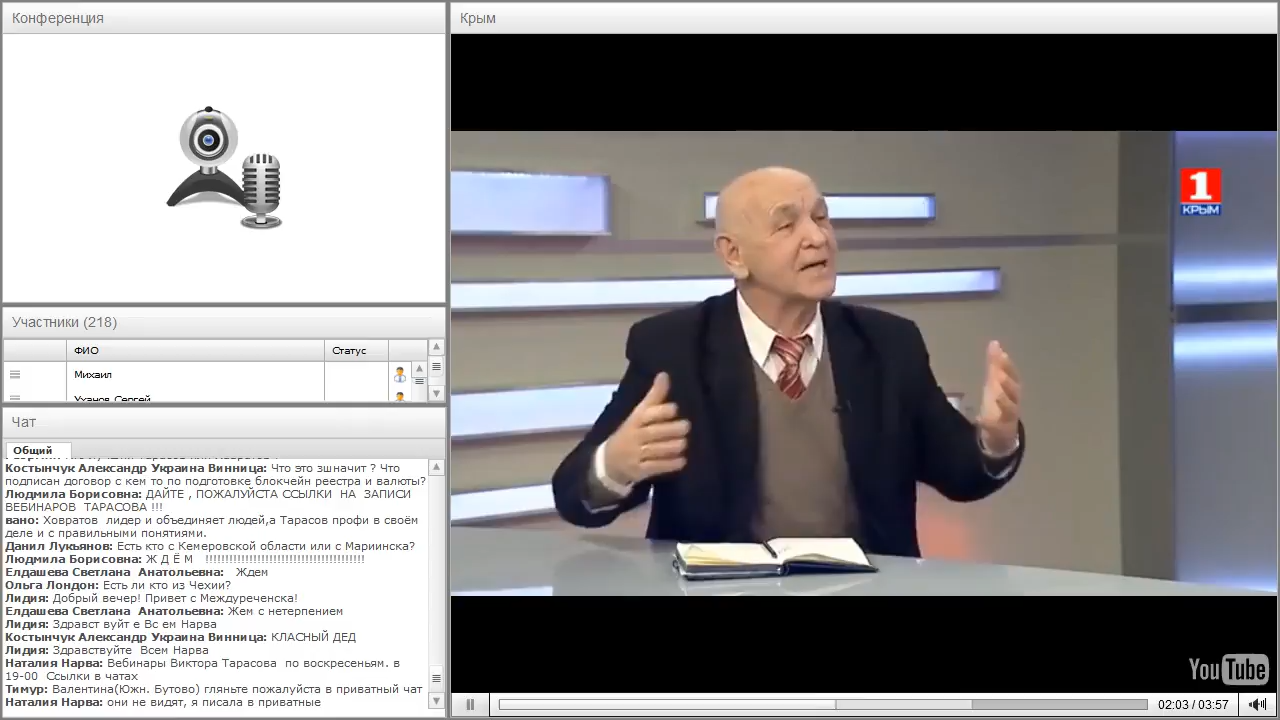 Конференция
Крым
1
КРЫМ
Участники (218)
ФИО
Статус
Михаил
Уханов Сергей
Чат
Общий
Костынчук Александр Украина Винница: Что это зшначит ? Что
подписан договор с кем то по подготовке блокчейн реестра и валюты?
Людмила Борисовна: ДАЙТЕ , ПОЖАЛУЙСТА ССЫЛКИ НА ЗАПИСИ
ВЕБИНАРОВ ТАРАСОВА !!!
вано: Ховратов лидер и объединяет людей,а Тарасов профи в своём
деле и с правильными понятиями.
Данил Лукьянов: Есть кто с Кемеровской области или с Мариинска?
Людмила Борисовна: Ж Д Ё М !!!!!!!!!!!!!!!!!!!!!!!!!!!!!!!!!!!!!!!!
Елдашева Светлана Анатольевна: Ждем
Ольга Лондон: Есть ли кто из Чехии?
Лидия: Добрый вечер! Привет с Междуреченска!
Елдашева Светлана Анатольевна: Жем с нетерпением
Лидия: Здравст вуйт е Вс ем Нарва
Костынчук Александр Украина Винница: КЛАСНЫЙ ДЕД
Лидия: Здравствуйте Всем Нарва
Наталия Нарва: Вебинары Виктора Тарасова по воскресеньям. в
19-00 Ссылки в чатах
Тимур: Валентина(Южн. Бутово) гляньте пожалуйста в приватный чат
Наталия Нарва: они не видят, я писала в приватные
YouTube
02:03 / 03:57